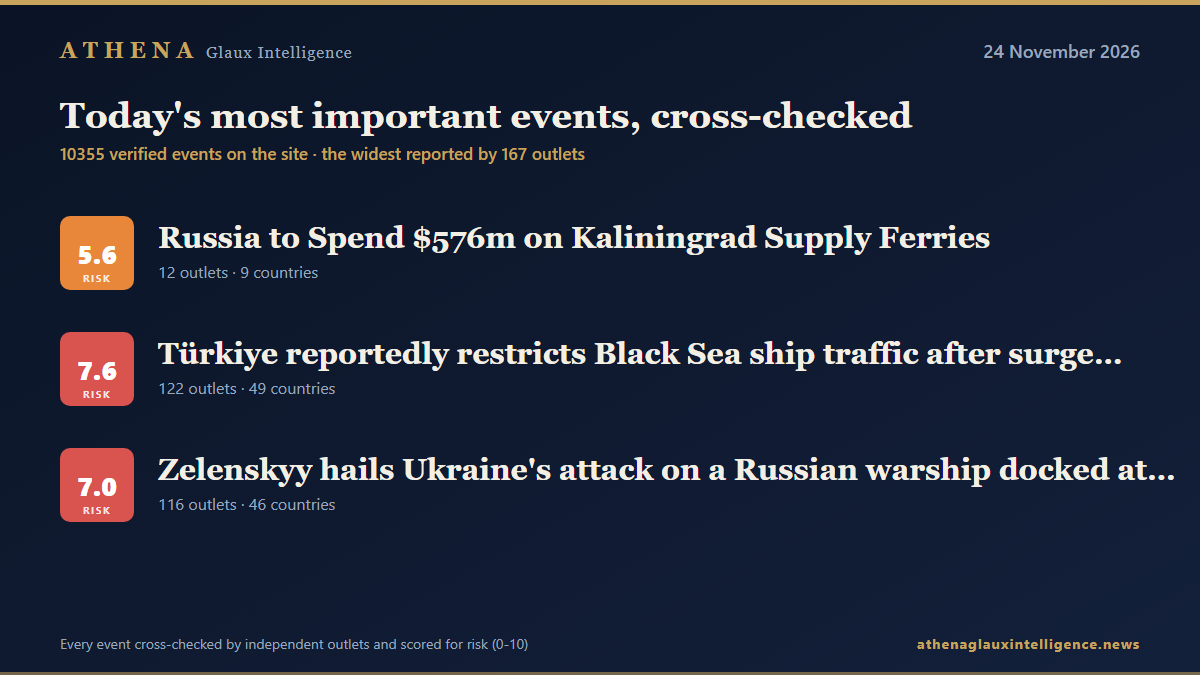 ATHENA Glaux Intelligence
24 November 2026
Today's most important events, cross-checked
10355 verified events on the site · the widest reported by 167 outlets
5.6
RISK
Russia to Spend $576m on Kaliningrad Supply Ferries
12 outlets · 9 countries
7.6
RISK
Türkiye reportedly restricts Black Sea ship traffic after surge...
122 outlets · 49 countries
7.0
RISK
Zelenskyy hails Ukraine's attack on a Russian warship docked at...
116 outlets · 46 countries
Every event cross-checked by independent outlets and scored for risk (0-10)
athenaglauxintelligence.news